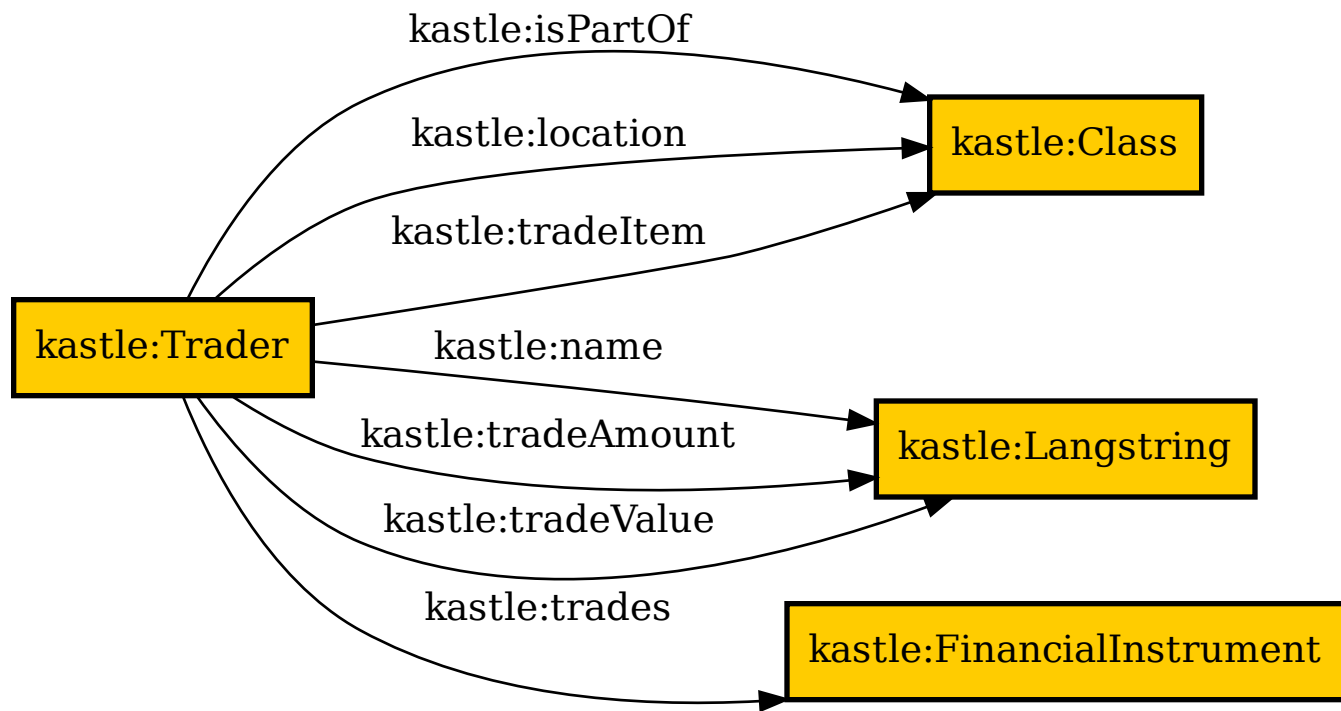 kastle:isPartOf
kastle:location
kastle:Class
kastle:tradeItem
kastle:Trader
kastle:name
kastle:tradeAmount
kastle:Langstring
kastle:tradeValue
kastle:trades
kastle:FinancialInstrument